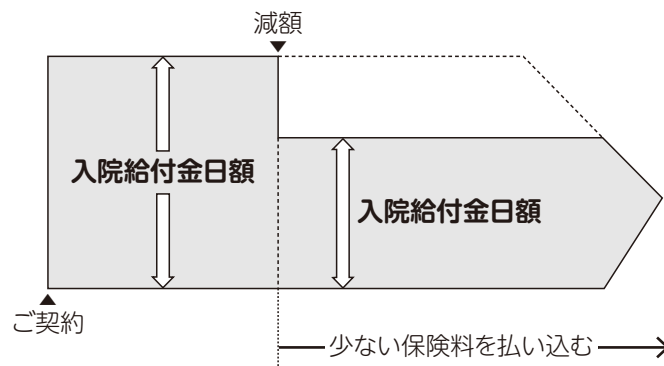 減額
入院給付金日額
入院給付金日額
ご契約
少ない保険料を払い込む